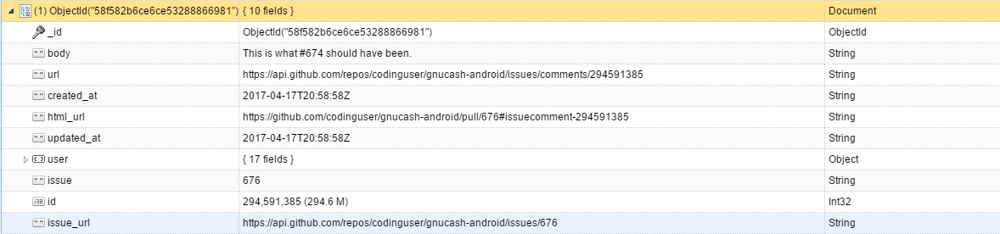 (1) ObjectId("58f582b6ce6ce53288866981") { 10 fields } Document
_id ObjectId("58f582b6ce6ce53288866981") ObjectId
body This is what #674 should have been. String
url https://api.github.com/repos/codinguser/gnucash-android/issues/comments/294591385 String
created_at 2017-04-17T20:58:58Z String
html_url https://github.com/codinguser/gnucash-android/pull/676#issuecomment-294591385 String
updated_at 2017-04-17T20:58:58Z String
user { 17 fields } Object
issue 676 String
id 294,591,385 (294.6 M) Int32
issue_url https://api.github.com/repos/codinguser/gnucash-android/issues/676 String